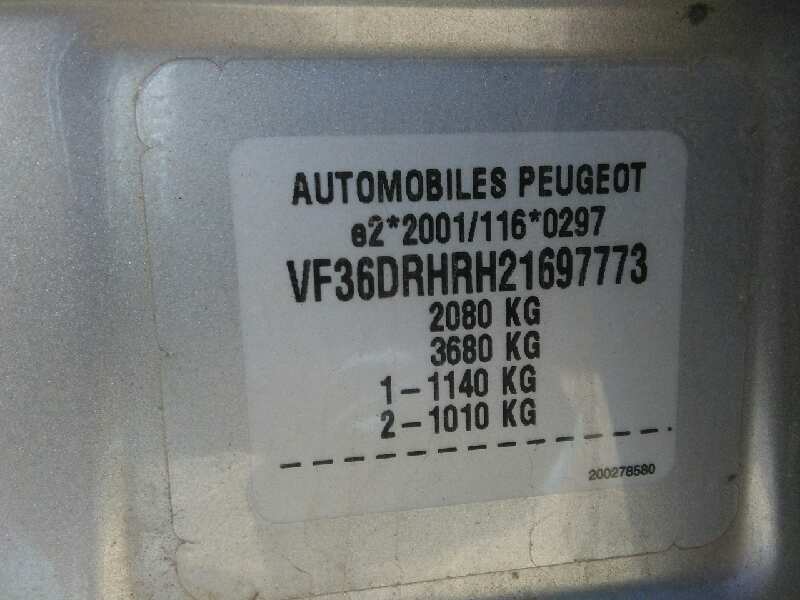 AUTOMOBILES PEUGEOT
e2*2001/116*0297
VF36DRHRH21697773
2080 KG
3680 KG
1-1140 KG
2-1010 KG
200278580